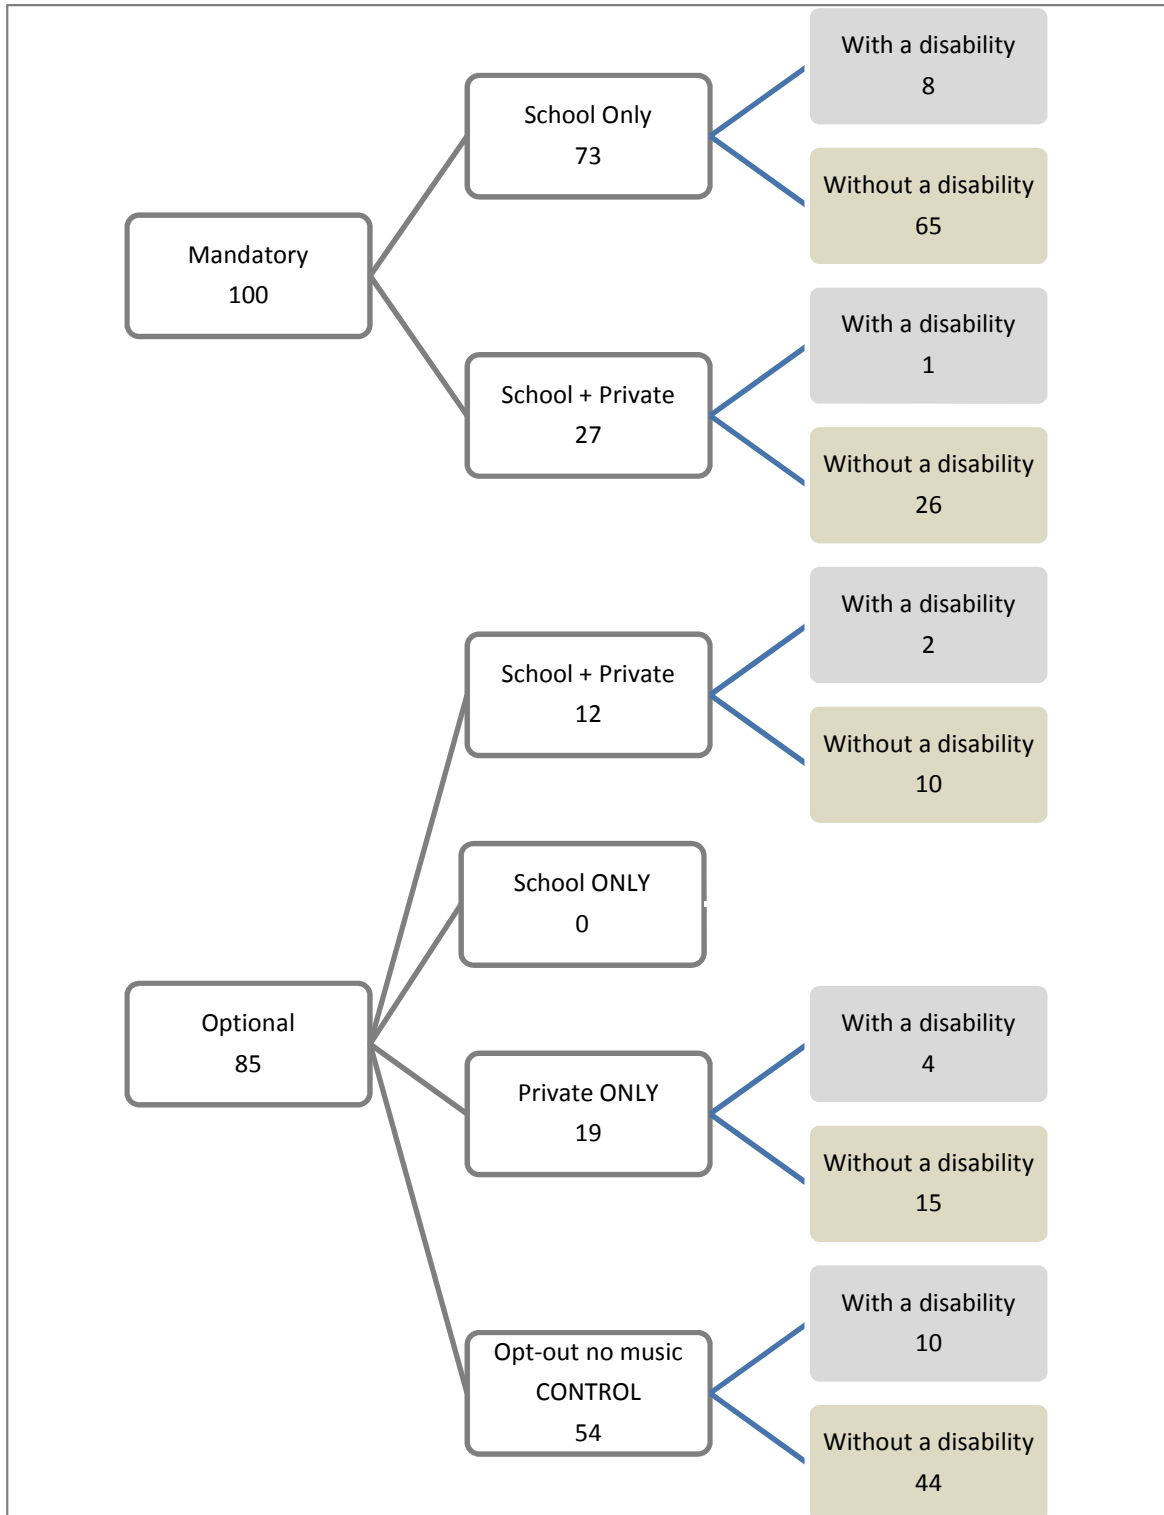 Mandatory
100
School Only
73
With a disability
8
Without a disability
65
School + Private
27
With a disability
1
Without a disability
26
Optional
85
School + Private
12
With a disability
2
Without a disability
10
School ONLY
0
Private ONLY
19
With a disability
4
Without a disability
15
Opt-out no music
CONTROL
54
With a disability
10
Without a disability
44